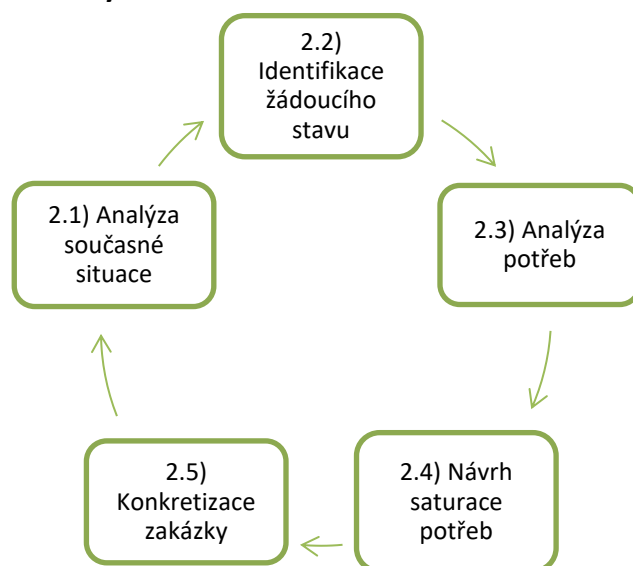 2.2)
Identifikace
žádoucího
stavu
2.1) Analýza
současné
situace
2.3) Analýza
potřeb
2.5)
Konkretizace
zakázky
2.4) Návrh
saturace
potřeb